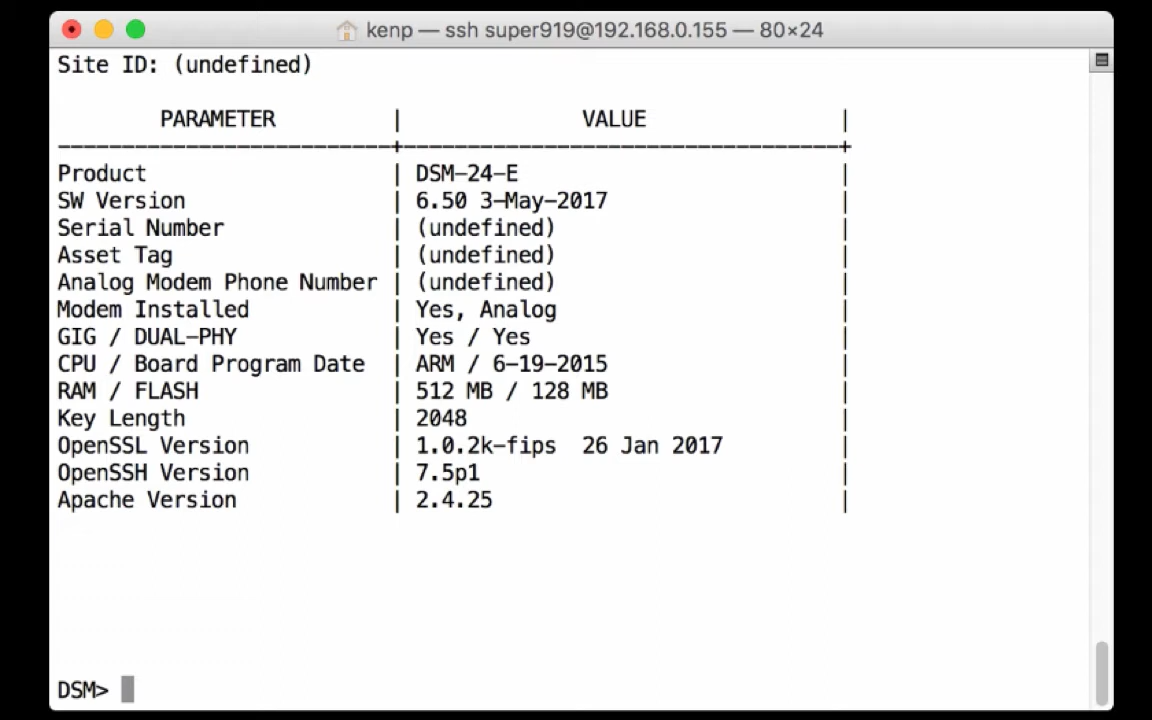 kenp — ssh super919@192.168.0.155 — 80×24
Site ID: (undefined)
PARAMETER | VALUE |
---------------------------+----------------------------------+
Product | DSM-24-E |
SW Version | 6.50 3-May-2017 |
Serial Number | (undefined) |
Asset Tag | (undefined) |
Analog Modem Phone Number | (undefined) |
Modem Installed | Yes, Analog |
GIG / DUAL-PHY | Yes / Yes |
CPU / Board Program Date | ARM / 6-19-2015 |
RAM / FLASH | 512 MB / 128 MB |
Key Length | 2048 |
OpenSSL Version | 1.0.2k-fips 26 Jan 2017 |
OpenSSH Version | 7.5p1 |
Apache Version | 2.4.25 |
DSM>